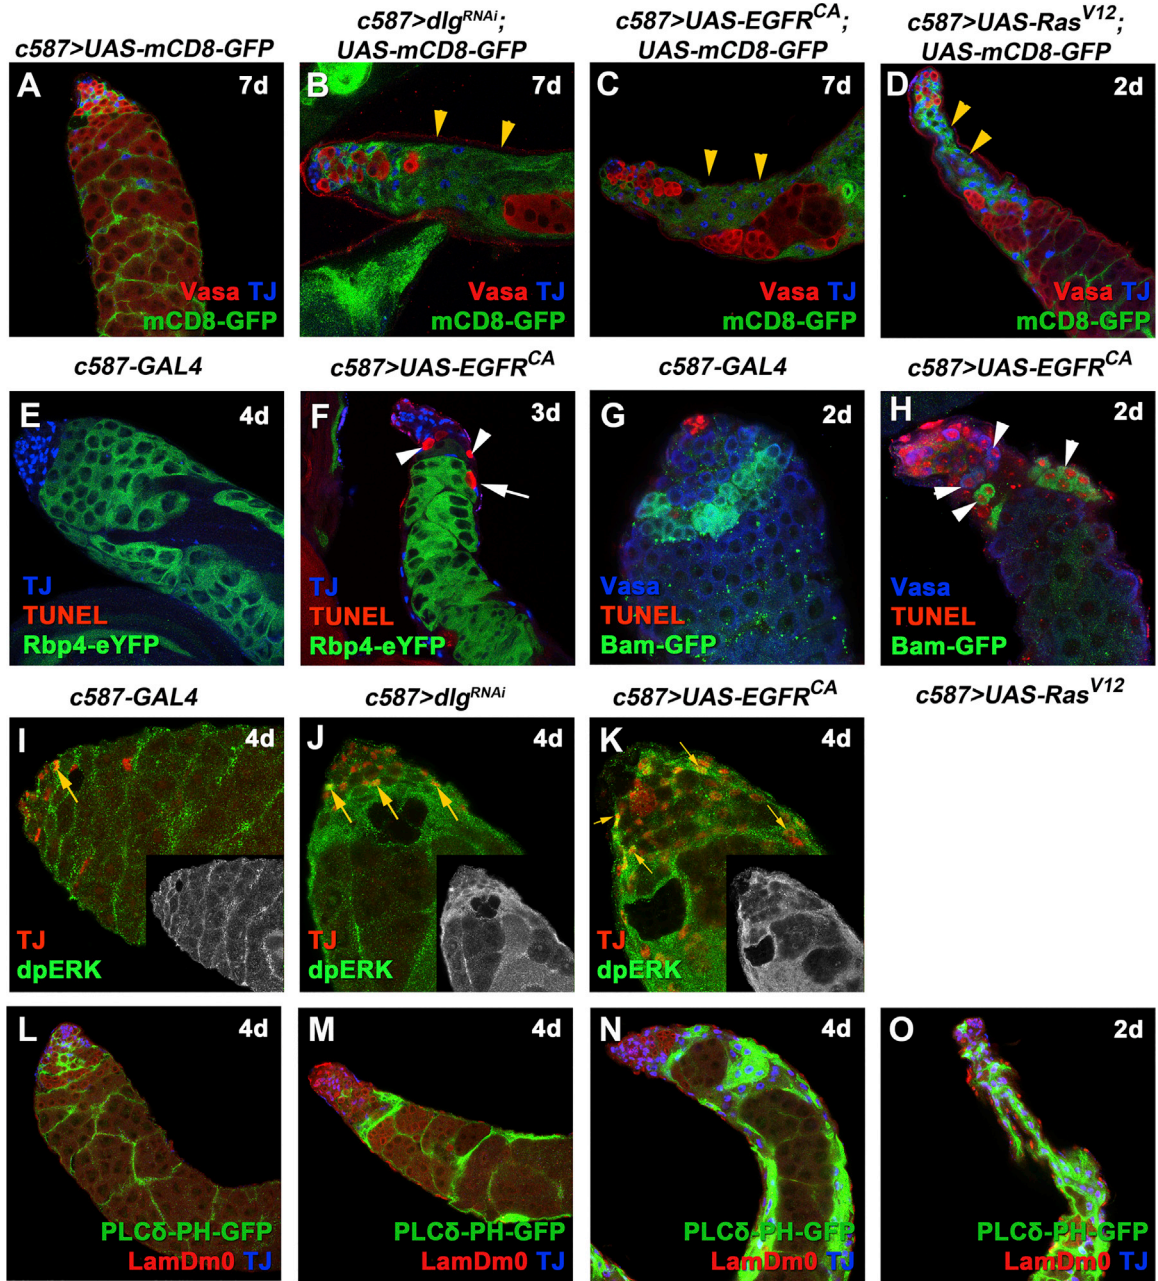 c587>UAS-mCD8-GFP
c587>dlgRNAi;
UAS-mCD8-GFP
c587>UAS-EGFRCA;
UAS-mCD8-GFP
c587>UAS-RasV12;
UAS-mCD8-GFP
A 7d
Vasa TJ
mCD8-GFP
B 7d
Vasa TJ
mCD8-GFP
C 7d
Vasa TJ
mCD8-GFP
D 2d
Vasa TJ
mCD8-GFP
c587-GAL4
c587>UAS-EGFRCA
c587-GAL4
c587>UAS-EGFRCA
E 4d
TJ
TUNEL
Rbp4-eYFP
F 3d
TJ
TUNEL
Rbp4-eYFP
G 2d
Vasa
TUNEL
Bam-GFP
H 2d
Vasa
TUNEL
Bam-GFP
c587-GAL4
c587>dlgRNAi
c587>UAS-EGFRCA
c587>UAS-RasV12
I 4d
TJ
dpERK
J 4d
TJ
dpERK
K 4d
TJ
dpERK
L 4d
PLCδ-PH-GFP
LamDm0 TJ
M 4d
PLCδ-PH-GFP
LamDm0 TJ
N 4d
PLCδ-PH-GFP
LamDm0 TJ
O 2d
PLCδ-PH-GFP
LamDm0 TJ